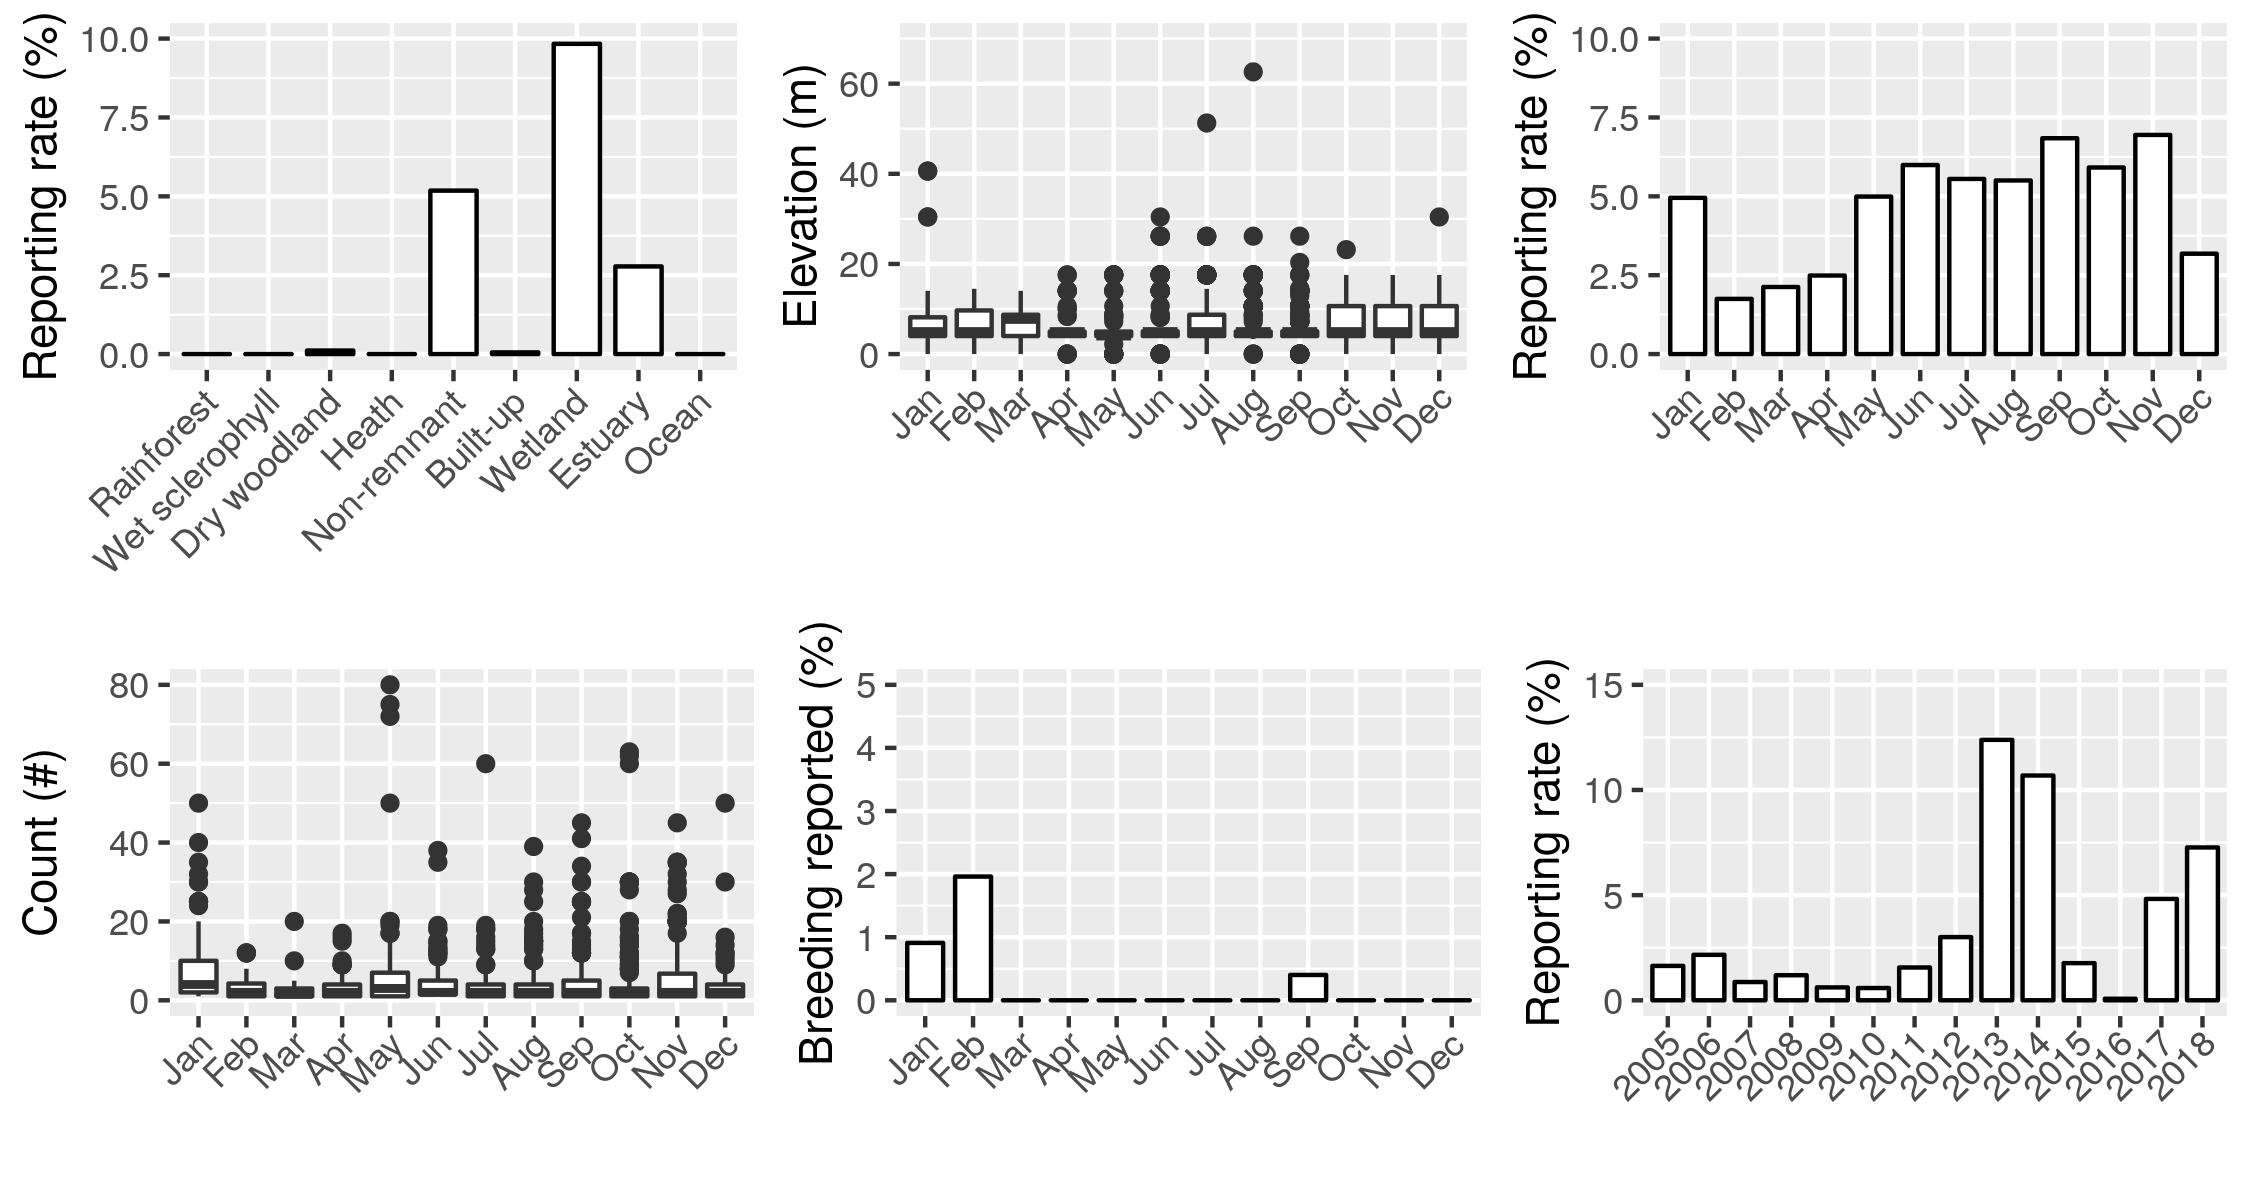 Reporting rate (%)
10.0
7.5
5.0
2.5
0.0
Rainforest
Wet sclerophyll
Dry woodland
Heath
Non-remnant
Built-up
Wetland
Estuary
Ocean
Elevation (m)
60
40
20
0
Jan
Feb
Mar
Apr
May
Jun
Jul
Aug
Sep
Oct
Nov
Dec
Reporting rate (%)
10.0
7.5
5.0
2.5
0.0
Jan
Feb
Mar
Apr
May
Jun
Jul
Aug
Sep
Oct
Nov
Dec
Count (#)
80
60
40
20
0
Jan
Feb
Mar
Apr
May
Jun
Jul
Aug
Sep
Oct
Nov
Dec
Breeding reported (%)
5
4
3
2
1
0
Jan
Feb
Mar
Apr
May
Jun
Jul
Aug
Sep
Oct
Nov
Dec
Reporting rate (%)
15
10
5
0
2005
2006
2007
2008
2009
2010
2011
2012
2013
2014
2015
2016
2017
2018